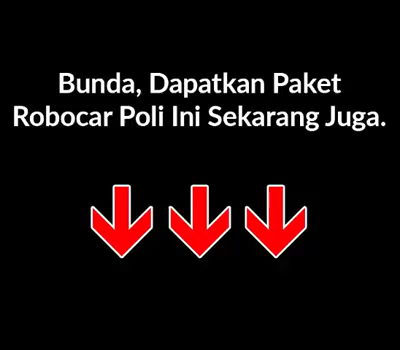 Bunda, Dapatkan Paket
Robocar Poli Ini Sekarang Juga.